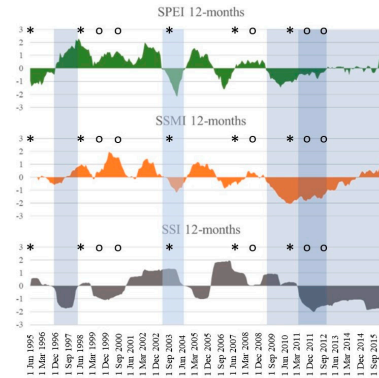 SPEI 12-months
3
* * o o * * o * o o
2
1
0
-1
-2
-3
SSMI 12-months
3
* * o o * * o * o o
2
1
0
-1
-2
-3
SSI 12-months
3
* * o o * * o * o o
2
1
0
-1
-2
-3
1 Jun 1995
1 Mar 1996
1 Dec 1996
1 Sep 1997
1 Jun 1998
1 Mar 1999
1 Dec 1999
1 Sep 2000
1 Jun 2001
1 Mar 2002
1 Dec 2002
1 Sep 2003
1 Jun 2004
1 Mar 2005
1 Dec 2005
1 Sep 2006
1 Jun 2007
1 Mar 2008
1 Dec 2008
1 Sep 2009
1 Jun 2010
1 Mar 2011
1 Dec 2011
1 Sep 2012
1 Jun 2013
1 Mar 2014
1 Dec 2014
1 Sep 2015